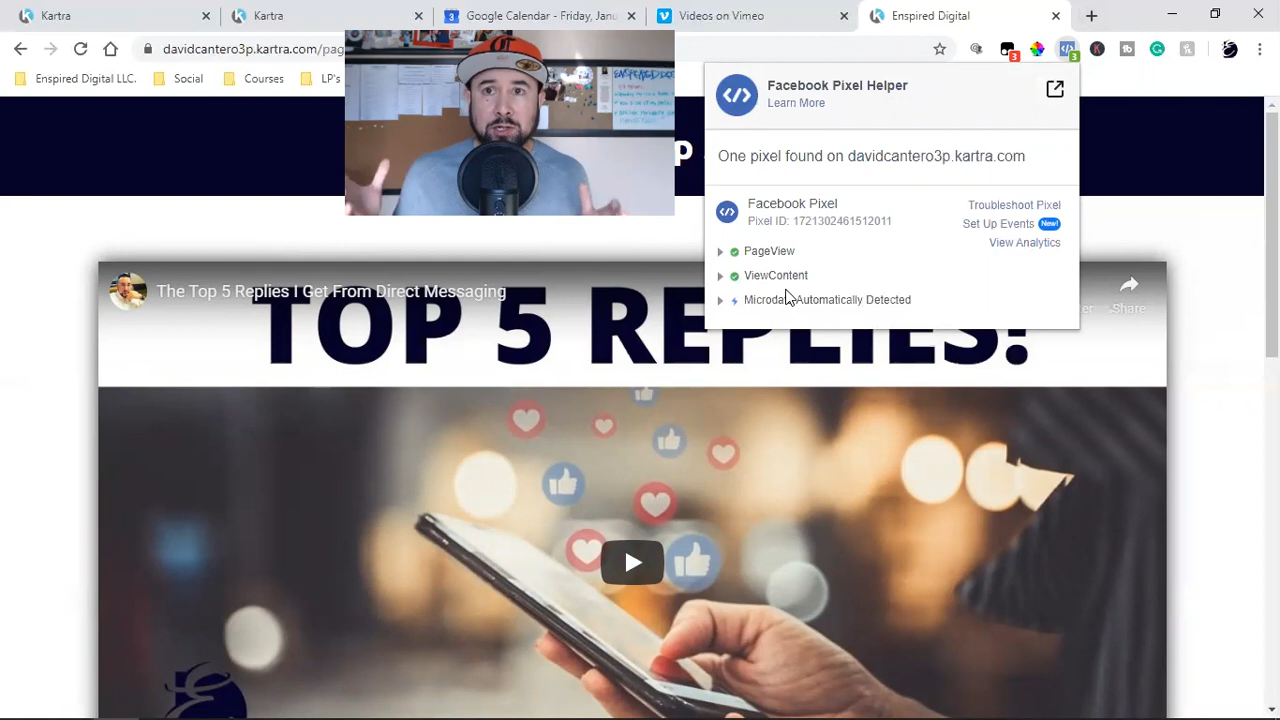 Kartra
Kartra
Google Calendar - Friday, Janu
Videos on Vimeo
Enspired Digital
davidcantero3p.kartra.com/pag
Enspired Digital LLC.
Social
Courses
LP's
3
3
Facebook Pixel Helper
Learn More
One pixel found on davidcantero3p.kartra.com
Facebook Pixel
Pixel ID: 1721302461512011
Troubleshoot Pixel
Set Up Events New!
View Analytics
PageView
ViewContent
Microdata Automatically Detected
The Top 5 Replies I Get From Direct Messaging
Share
TOP 5 REPLIES!